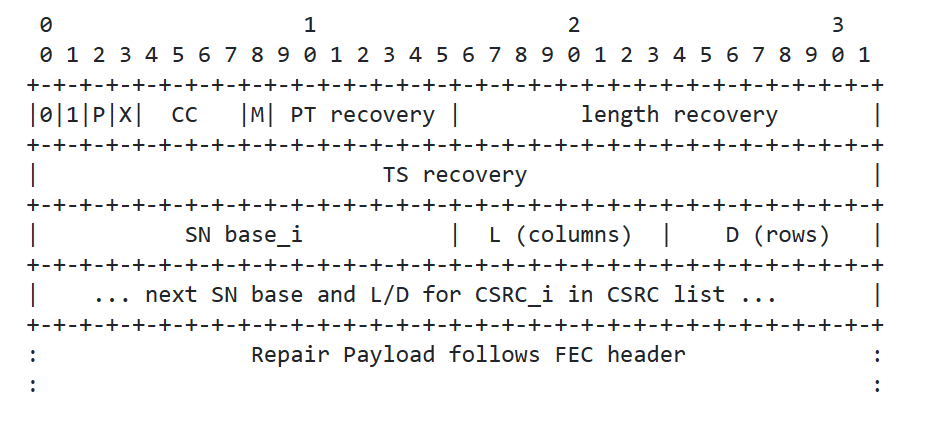 0                   1                   2                   3
 0 1 2 3 4 5 6 7 8 9 0 1 2 3 4 5 6 7 8 9 0 1 2 3 4 5 6 7 8 9 0 1
+-+-+-+-+-+-+-+-+-+-+-+-+-+-+-+-+-+-+-+-+-+-+-+-+-+-+-+-+-+-+-+-+
|0|1|P|X|  CC   |M| PT recovery |         length recovery       |
+-+-+-+-+-+-+-+-+-+-+-+-+-+-+-+-+-+-+-+-+-+-+-+-+-+-+-+-+-+-+-+-+
|                          TS recovery                          |
+-+-+-+-+-+-+-+-+-+-+-+-+-+-+-+-+-+-+-+-+-+-+-+-+-+-+-+-+-+-+-+-+
|           SN base_i           |  L (columns)  |    D (rows)   |
+-+-+-+-+-+-+-+-+-+-+-+-+-+-+-+-+-+-+-+-+-+-+-+-+-+-+-+-+-+-+-+-+
|    ... next SN base and L/D for CSRC_i in CSRC list ...       |
+-+-+-+-+-+-+-+-+-+-+-+-+-+-+-+-+-+-+-+-+-+-+-+-+-+-+-+-+-+-+-+-+
:                Repair Payload follows FEC header              :
:                                                               :